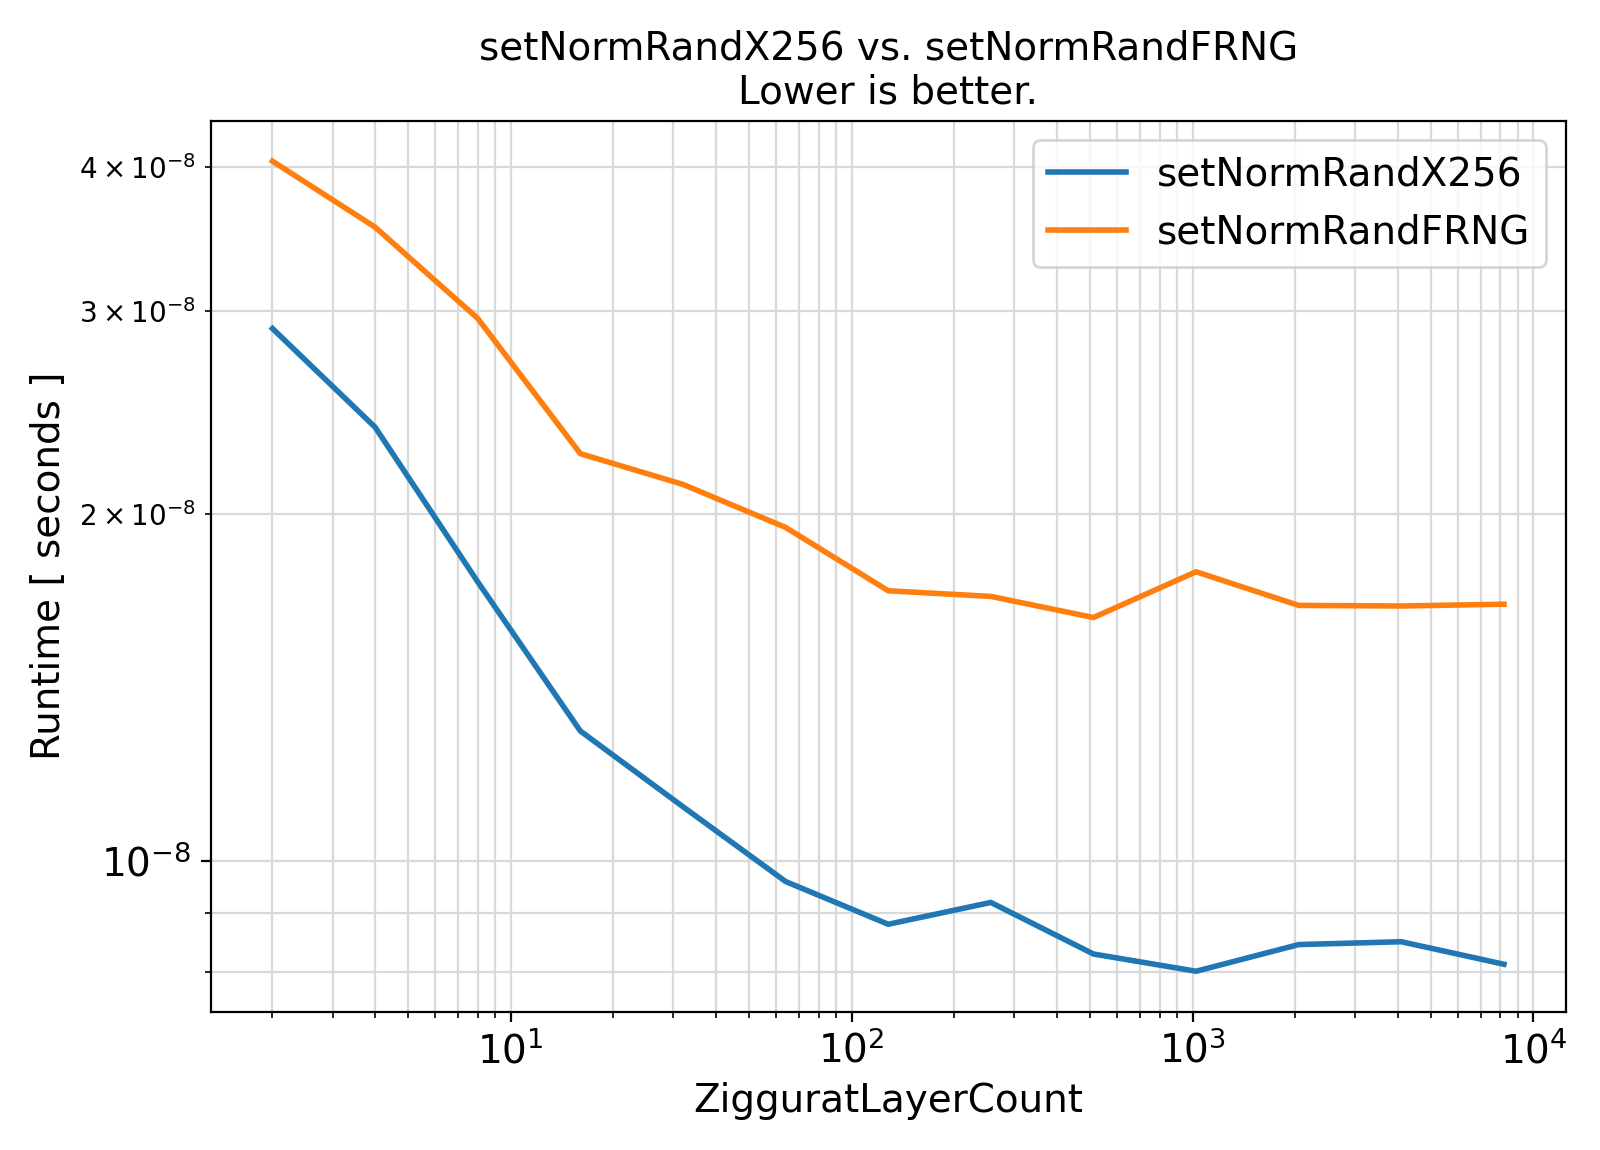 setNormRandX256 vs. setNormRandFRNG
Lower is better.
setNormRandX256
setNormRandFRNG
4 × 10⁻⁸
3 × 10⁻⁸
2 × 10⁻⁸
10⁻⁸
Runtime [ seconds ]
10¹ 10² 10³ 10⁴
ZigguratLayerCount